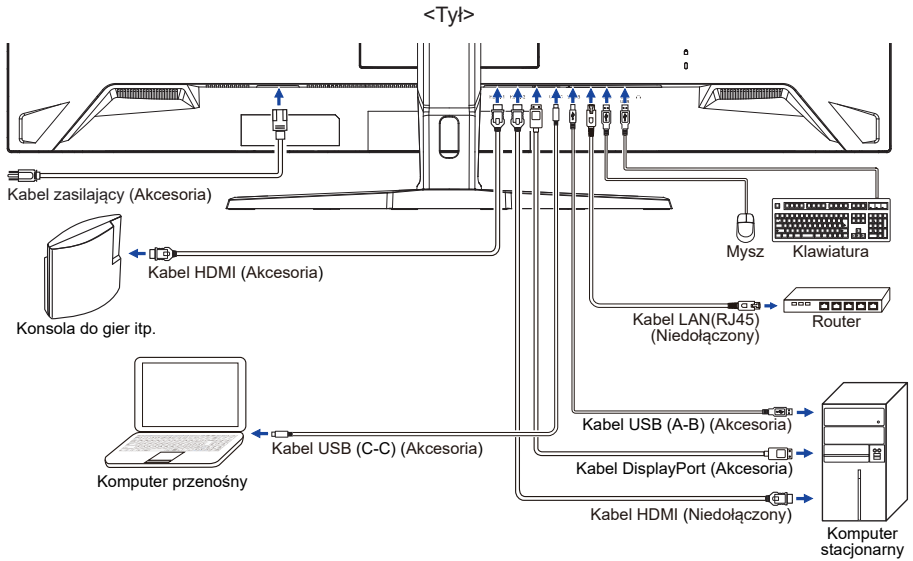 <Tył>
Kabel zasilający (Akcesoria)
Mysz
Klawiatura
Kabel HDMI (Akcesoria)
Konsola do gier itp.
Kabel LAN(RJ45)
(Niedołączony)
Router
Kabel USB (A-B) (Akcesoria)
Kabel USB (C-C) (Akcesoria)
Kabel DisplayPort (Akcesoria)
Komputer przenośny
Kabel HDMI (Niedołączony)
Komputer
stacjonarny